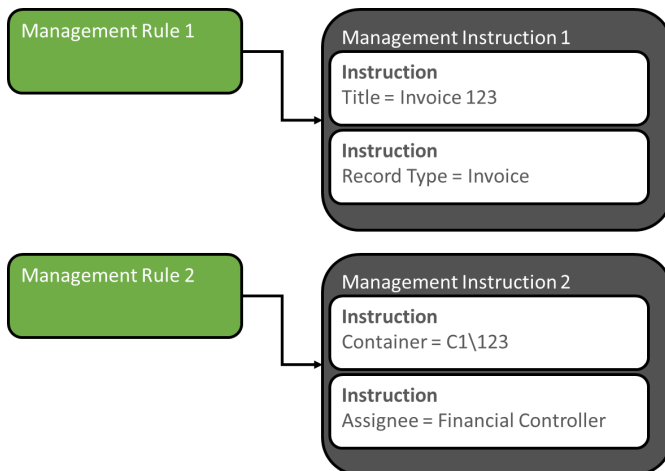 Management Rule 1
Management Instruction 1
Instruction
Title = Invoice 123
Instruction
Record Type = Invoice
Management Rule 2
Management Instruction 2
Instruction
Container = C1\123
Instruction
Assignee = Financial Controller